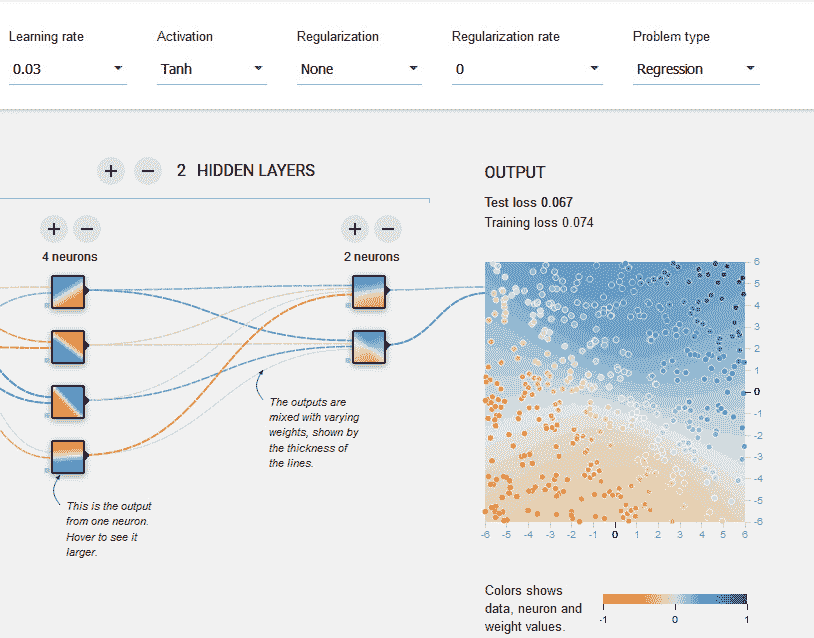 Learning rate Activation Regularization Regularization rate Problem type
0.03 Tanh None 0 Regression
2 HIDDEN LAYERS
OUTPUT
Test loss 0.067
Training loss 0.074
4 neurons
2 neurons
The outputs are
mixed with varying
weights, shown by
the thickness of
the lines.
This is the output
from one neuron.
Hover to see it
larger.
6
5
4
3
2
1
0
-1
-2
-3
-4
-5
-6
-6 -5 -4 -3 -2 -1 0 1 2 3 4 5 6
Colors shows
data, neuron and
weight values.
-1 0 1